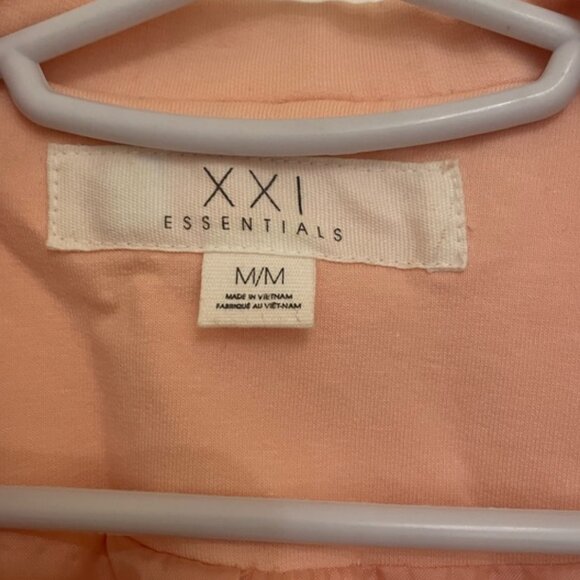 XXI
ESSENTIALS
M/M
MADE IN VIETNAM
FABRIQUÉ AU VIÊT-NAM